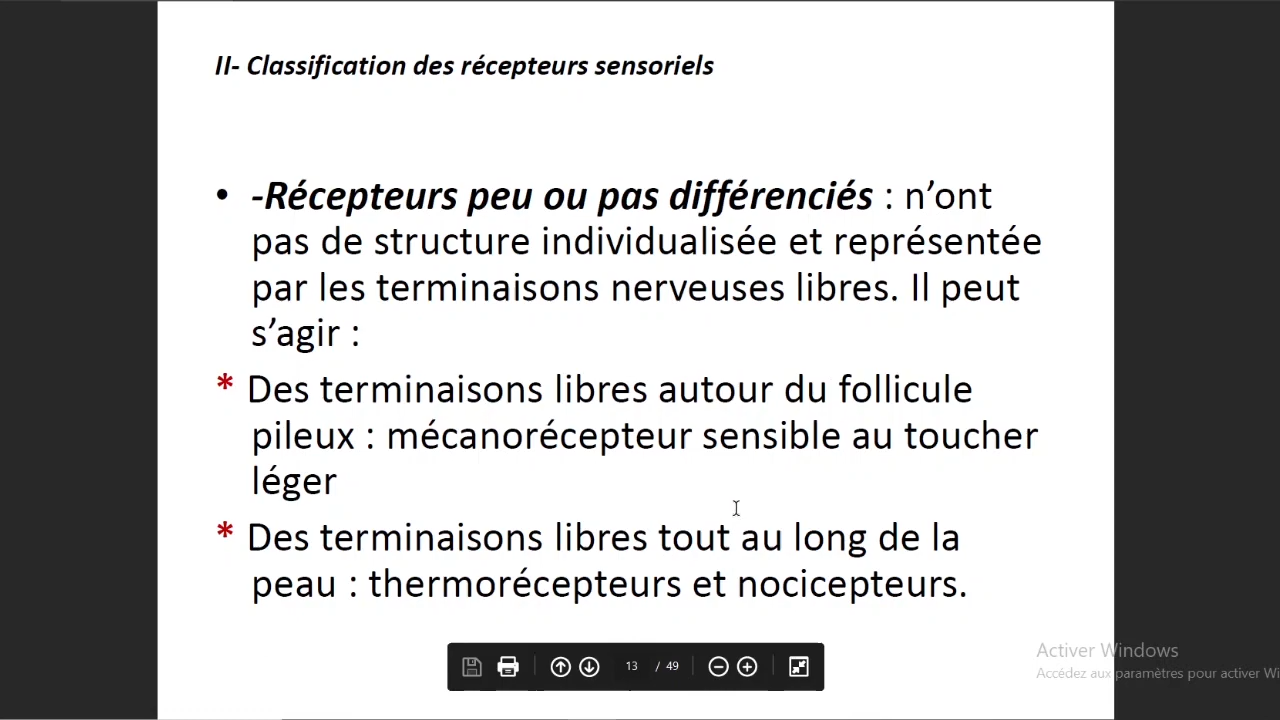 II- Classification des récepteurs sensoriels
• -Récepteurs peu ou pas différenciés : n’ont
pas de structure individualisée et représentée
par les terminaisons nerveuses libres. Il peut
s’agir :
* Des terminaisons libres autour du follicule
pileux : mécanorécepteur sensible au toucher
léger
* Des terminaisons libres tout au long de la
peau : thermorécepteurs et nocicepteurs.
13 / 49
Activer Windows
Accédez aux paramètres pour activer Wi